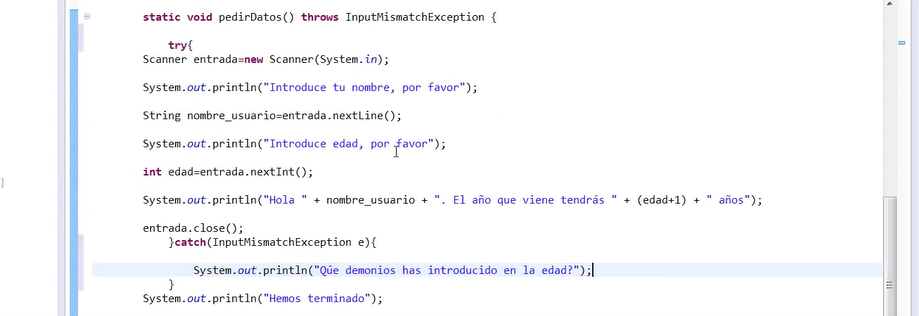 static void pedirDatos() throws InputMismatchException {
try{
Scanner entrada=new Scanner(System.in);
System.out.println("Introduce tu nombre, por favor");
String nombre_usuario=entrada.nextLine();
System.out.println("Introduce edad, por favor");
int edad=entrada.nextInt();
System.out.println("Hola " + nombre_usuario + ". El año que viene tendrás " + (edad+1) + " años");
entrada.close();
}catch(InputMismatchException e){
System.out.println("Qúe demonios has introducido en la edad?");
}
System.out.println("Hemos terminado");